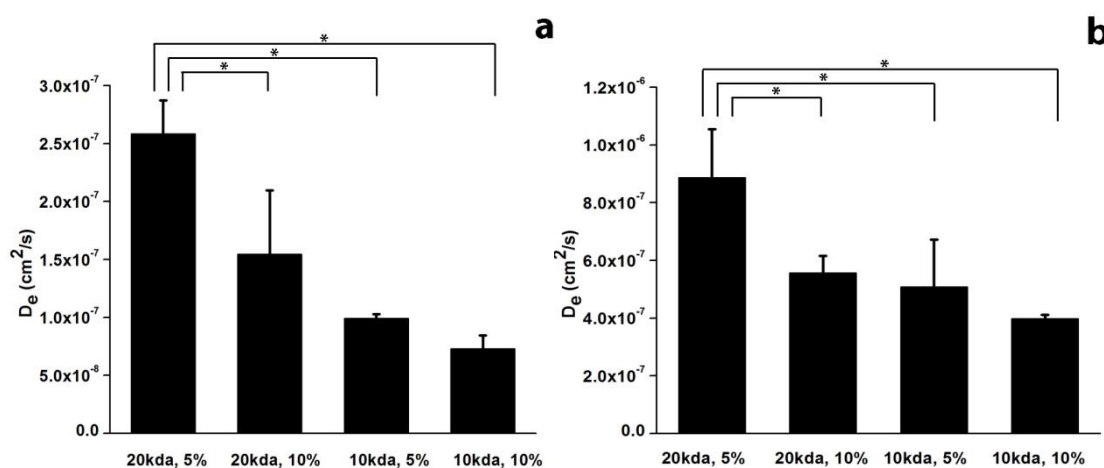 a
*
*
*
3.0x10-7
2.5x10-7
2.0x10-7
1.5x10-7
1.0x10-7
5.0x10-8
0.0
De (cm2/s)
20kda, 5% 20kda, 10% 10kda, 5% 10kda, 10%
b
*
*
*
1.2x10-6
1.0x10-6
8.0x10-7
6.0x10-7
4.0x10-7
2.0x10-7
0.0
De (cm2/s)
20kda, 5% 20kda, 10% 10kda, 5% 10kda, 10%